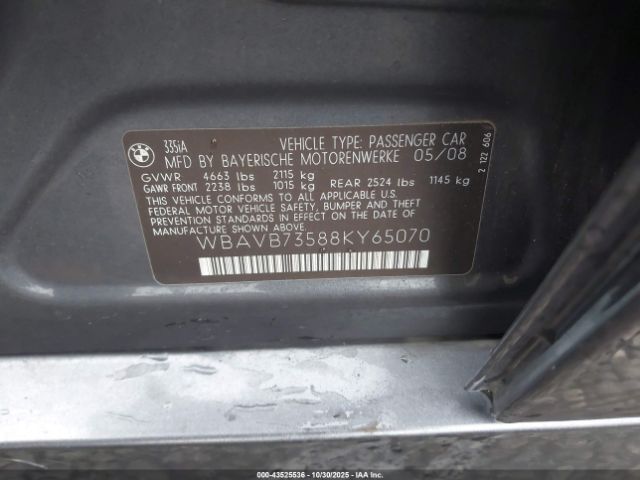 BMW
335iA
VEHICLE TYPE: PASSENGER CAR
MFD BY BAYERISCHE MOTORENWERKE 05/08
GVWR 4663 lbs 2115 kg
GAWR FRONT 2238 lbs 1015 kg REAR 2524 lbs 1145 kg
THIS VEHICLE CONFORMS TO ALL APPLICABLE
FEDERAL MOTOR VEHICLE SAFETY, BUMPER AND THEFT
PREVENTION STANDARDS IN EFFECT ON THE DATE OF
MANUFACTURE SHOWN ABOVE.
WBAVB73588KY65070
2 122 606
000-43525536 - 10/30/2025 - IAA Inc.